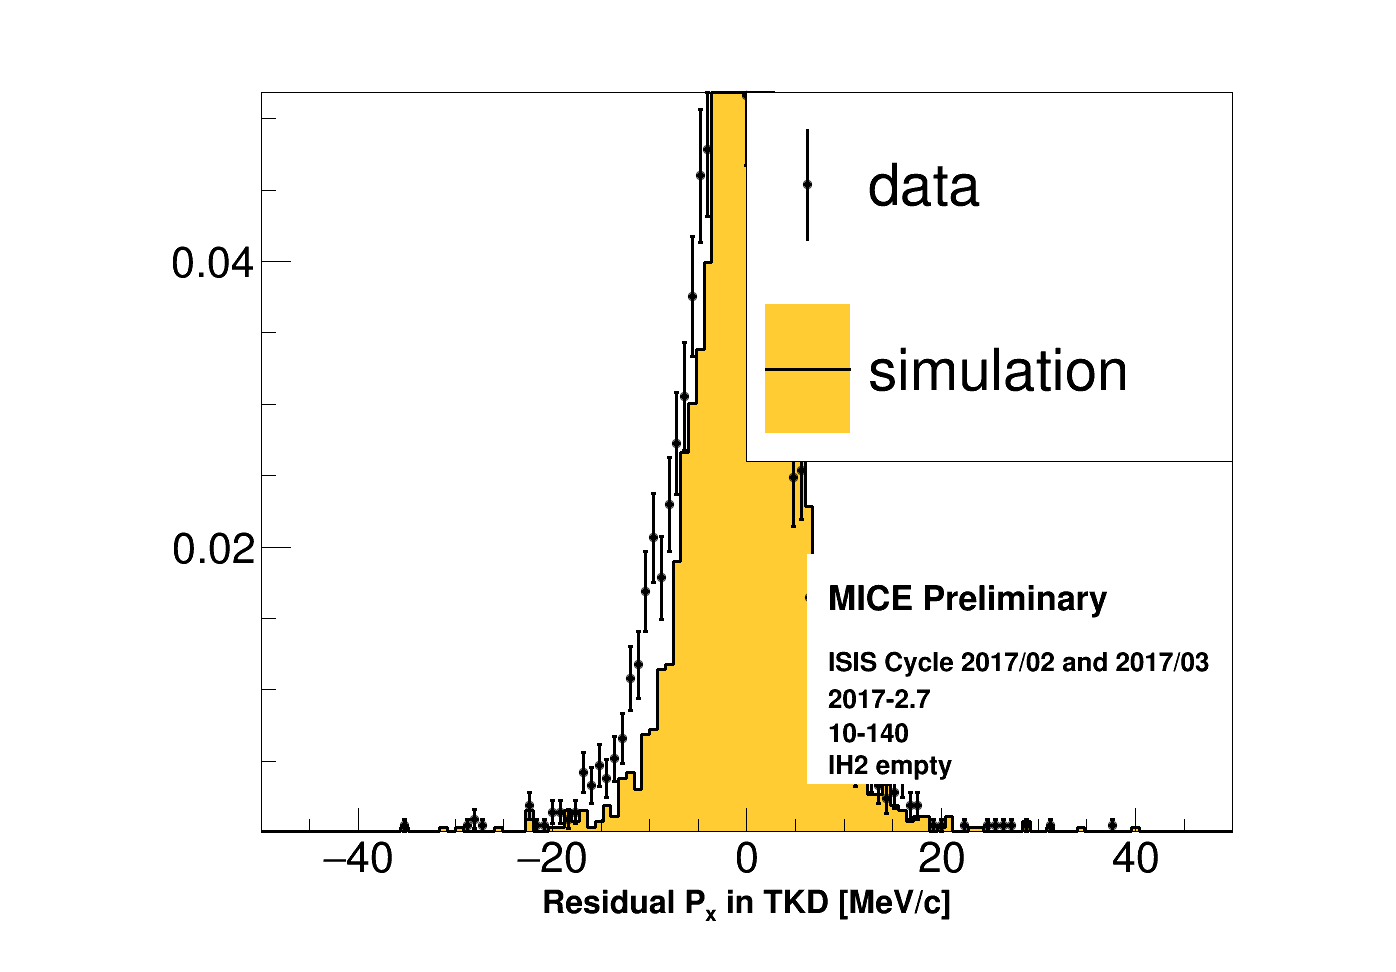 data
0.04
simulation
0.02
MICE Preliminary
ISIS Cycle 2017/02 and 2017/03
2017-2.7
10-140
IH2 empty
−40 −20 0 20 40
Residual Px in TKD [MeV/c]